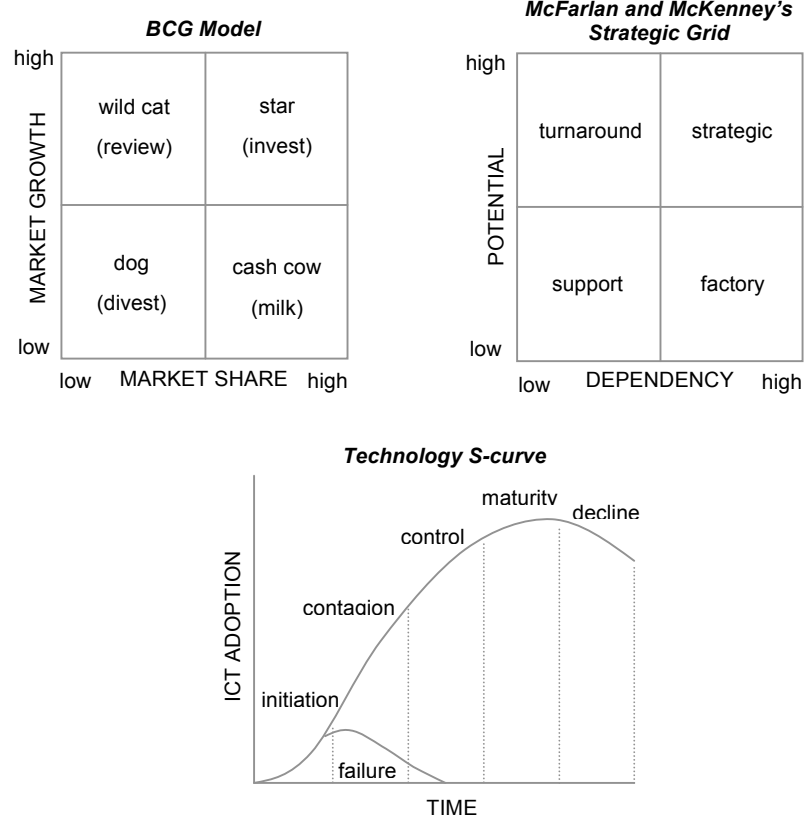 BCG Model
high
wild cat
(review)
star
(invest)
MARKET GROWTH
dog
(divest)
cash cow
(milk)
low
low MARKET SHARE high
McFarlan and McKenney's
Strategic Grid
high
turnaround
strategic
POTENTIAL
support
factory
low
low DEPENDENCY high
Technology S-curve
maturity
decline
control
contagion
ICT ADOPTION
initiation
failure
TIME